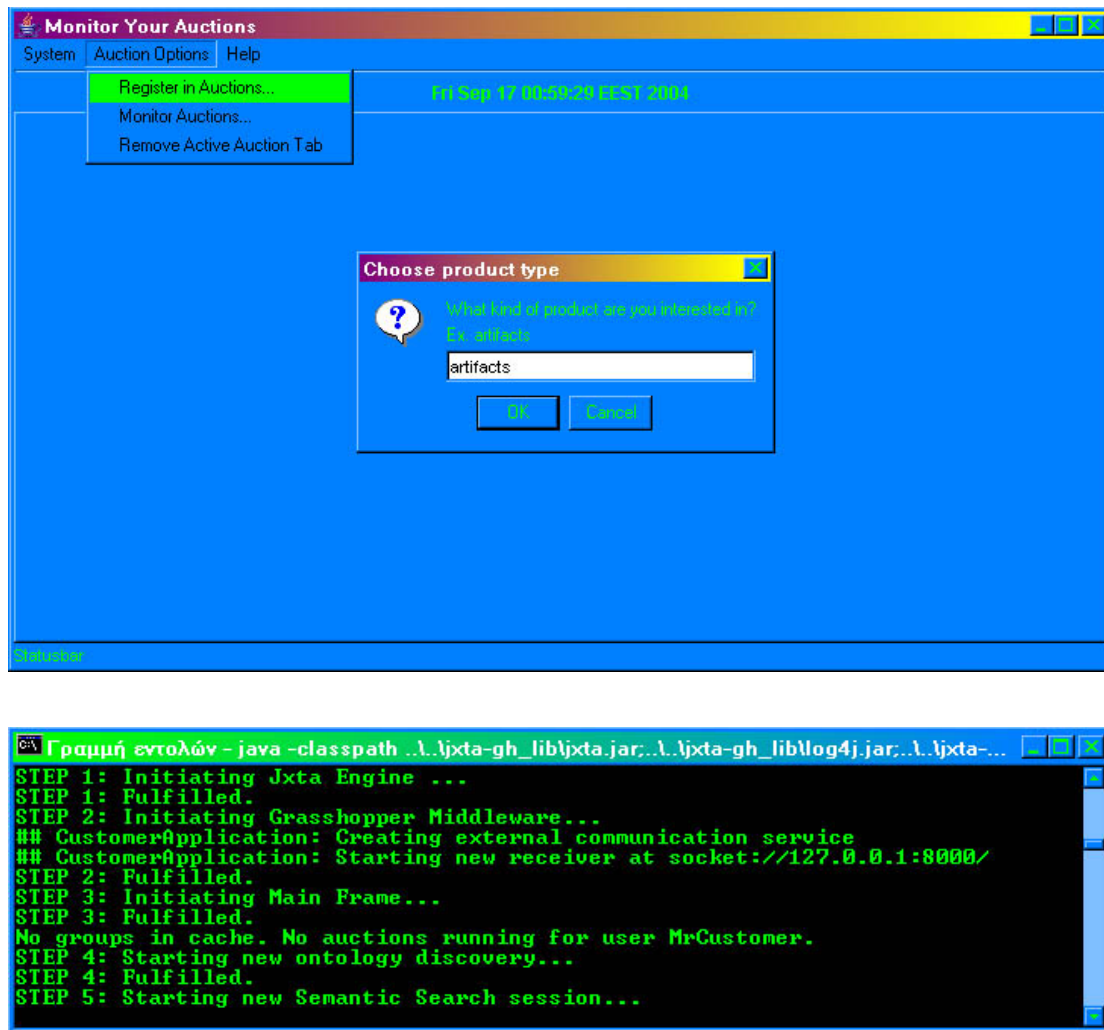 Monitor Your Auctions
System Auction Options Help
Register in Auctions...
Monitor Auctions...
Remove Active Auction Tab
Fri Sep 17 00:59:29 EEST 2004
Choose product type
What kind of product are you interested in?
Ex. artifacts
artifacts
OK Cancel
Statusbar
Γραμμή εντολών - java -classpath ..\..\jxta-gh_lib\jxta.jar;..\..\jxta-gh_lib\log4j.jar;..\..\jxta-...
STEP 1: Initiating Jxta Engine ...
STEP 1: Fulfilled.
STEP 2: Initiating Grasshopper Middleware...
## CustomerApplication: Creating external communication service
## CustomerApplication: Starting new receiver at socket://127.0.0.1:8000/
STEP 2: Fulfilled.
STEP 3: Initiating Main Frame...
STEP 3: Fulfilled.
No groups in cache. No auctions running for user MrCustomer.
STEP 4: Starting new ontology discovery...
STEP 4: Fulfilled.
STEP 5: Starting new Semantic Search session...